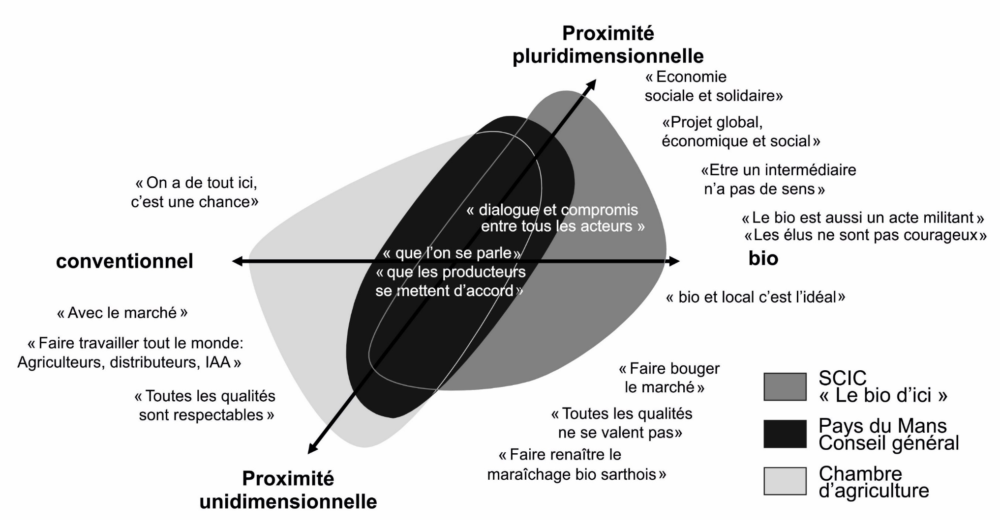 Proximité
pluridimensionnelle
« Economie
sociale et solidaire»
«Projet global,
économique et social»
«Etre un intermédiaire
n’a pas de sens»
« On a de tout ici,
c’est une chance»
« dialogue et compromis
entre tous les acteurs »
« Le bio est aussi un acte militant»
«Les élus ne sont pas courageux»
conventionnel
« que l’on se parle»
« que les producteurs
se mettent d’accord»
bio
« bio et local c’est l’idéal»
« Avec le marché»
« Faire travailler tout le monde:
Agriculteurs, distributeurs, IAA»
« Toutes les qualités
sont respectables»
« Faire bouger
le marché»
« Toutes les qualités
ne se valent pas»
« Faire renaître le
maraîchage bio sarthois»
Proximité
unidimensionnelle
SCIC
« Le bio d’ici »
Pays du Mans
Conseil général
Chambre
d’agriculture